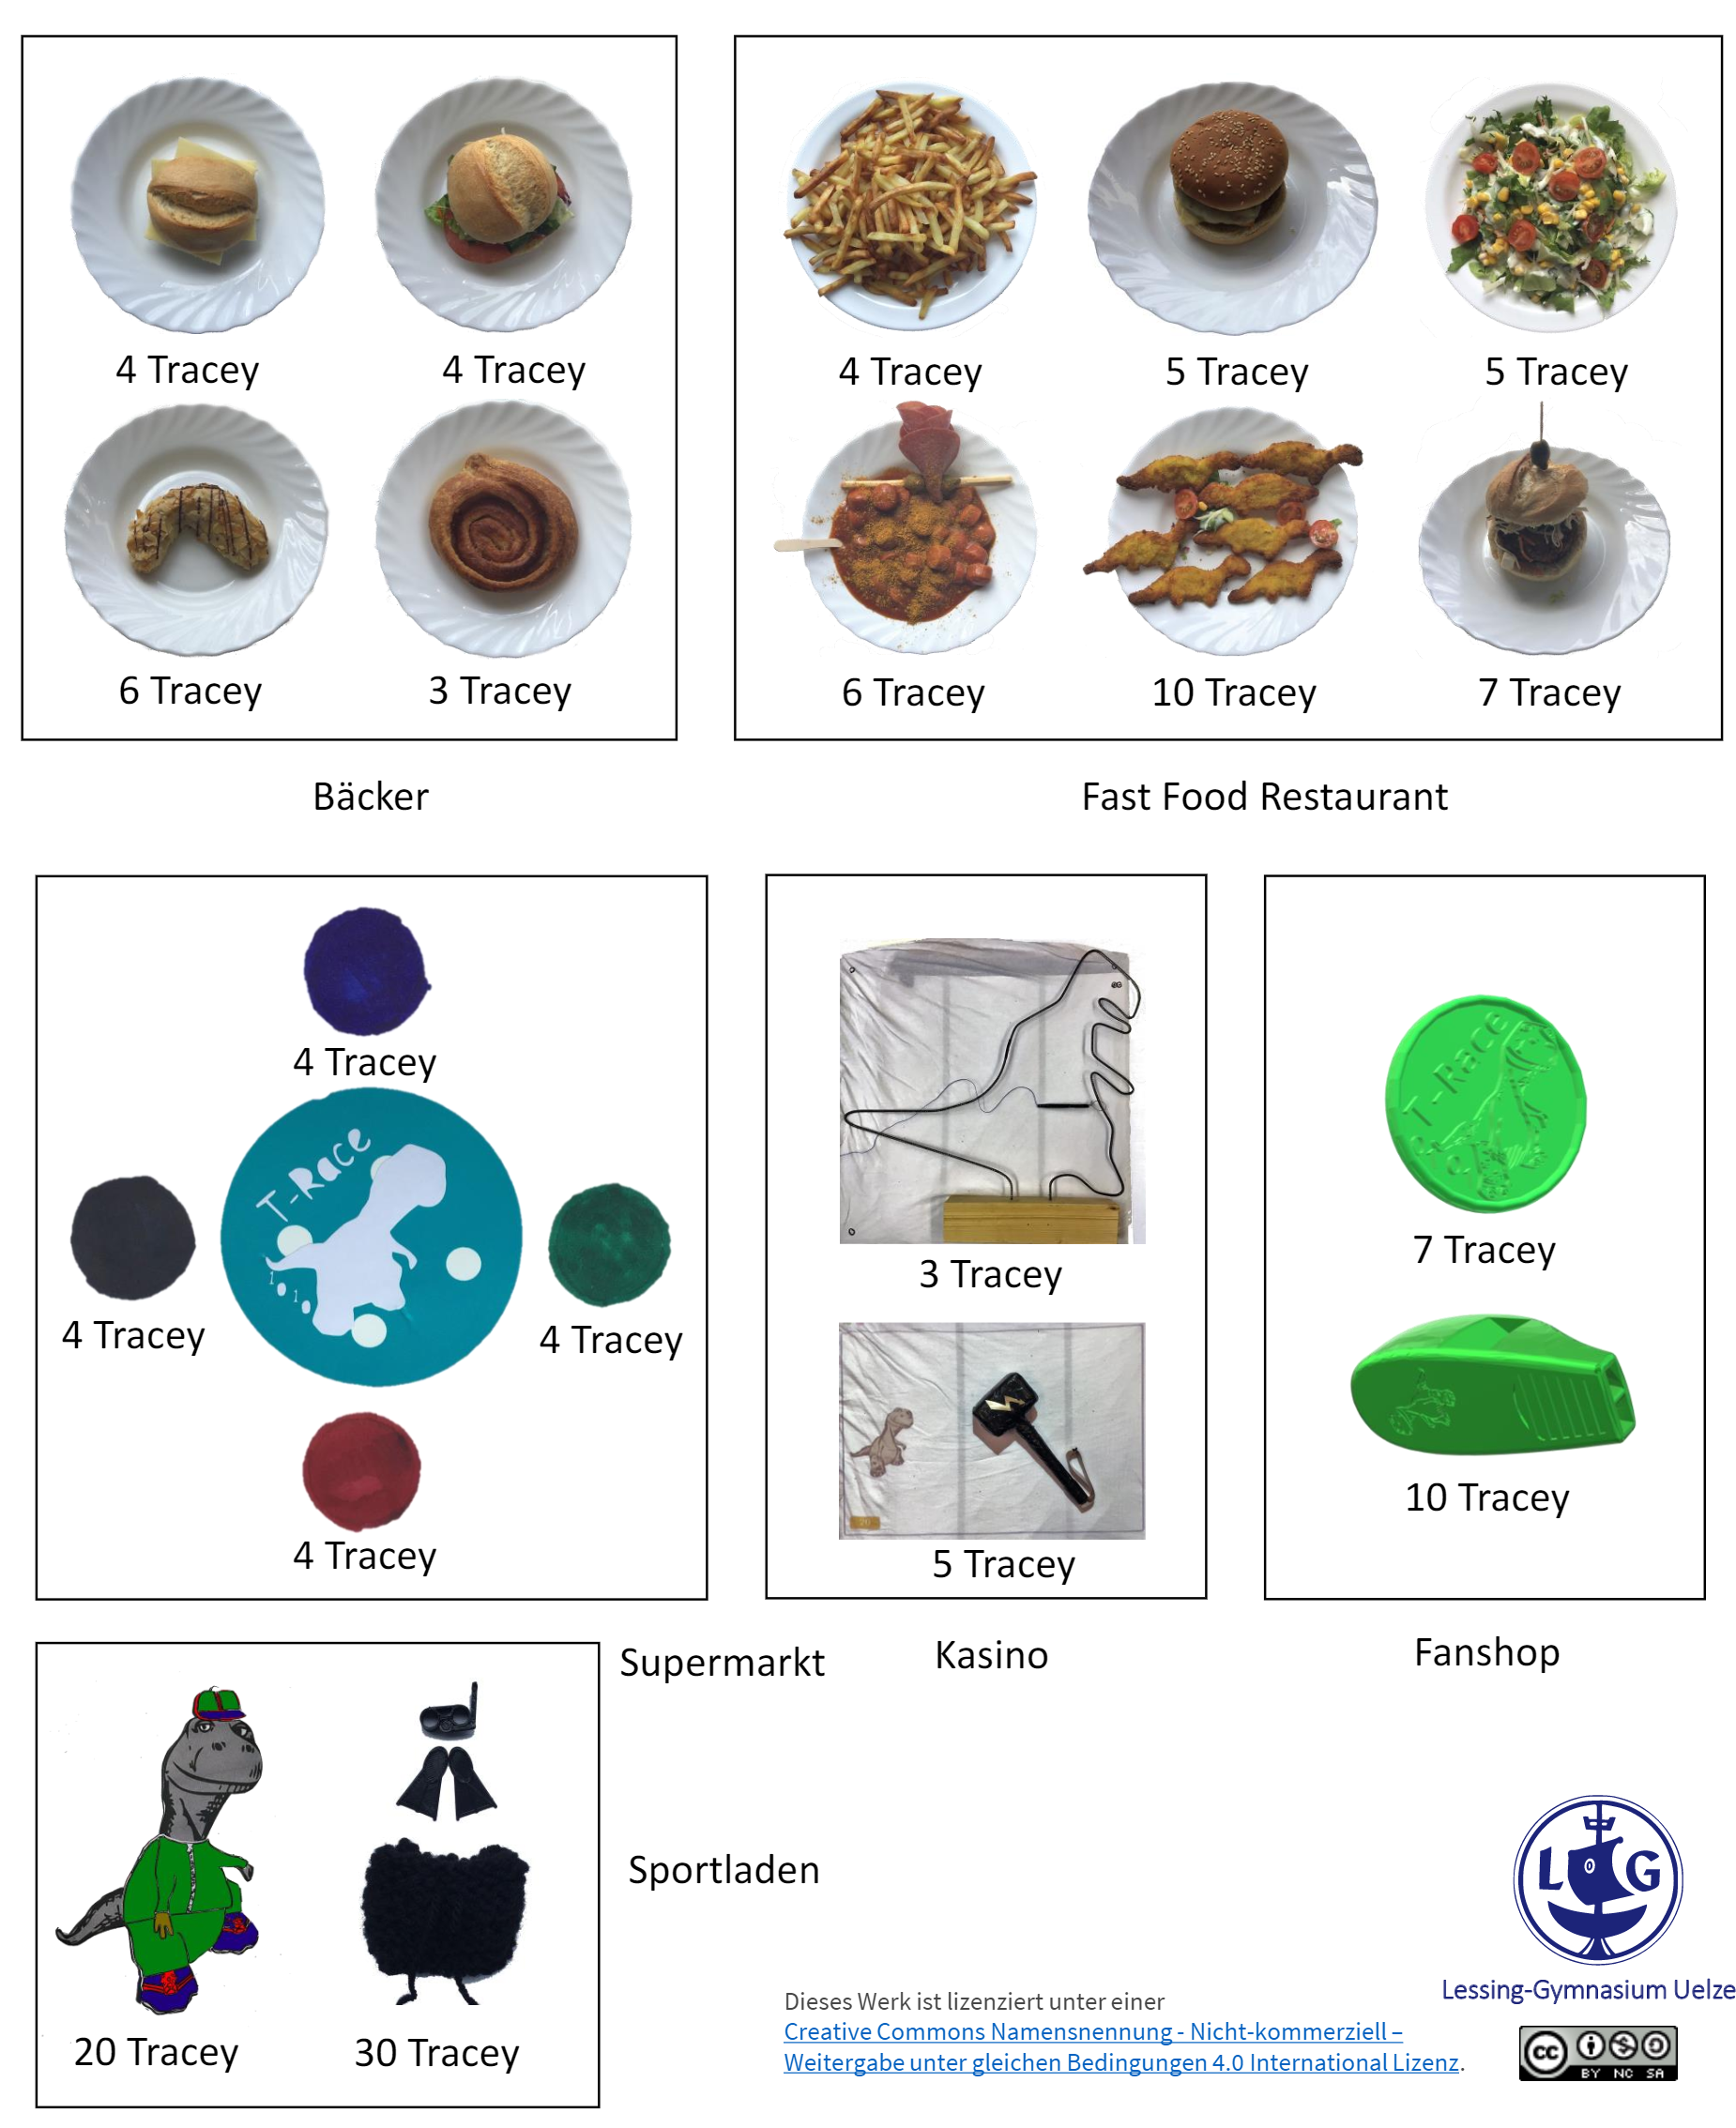 4 Tracey
4 Tracey
6 Tracey
3 Tracey
Bäcker
4 Tracey
5 Tracey
5 Tracey
6 Tracey
10 Tracey
7 Tracey
Fast Food Restaurant
4 Tracey
T-Race
4 Tracey
4 Tracey
4 Tracey
Supermarkt
3 Tracey
5 Tracey
Kasino
T-Race
7 Tracey
10 Tracey
Fanshop
20 Tracey
30 Tracey
Sportladen
L G
Lessing-Gymnasium Uelze
Dieses Werk ist lizenziert unter einer
Creative Commons Namensnennung - Nicht-kommerziell –
Weitergabe unter gleichen Bedingungen 4.0 International Lizenz.
cc
BY NC SA